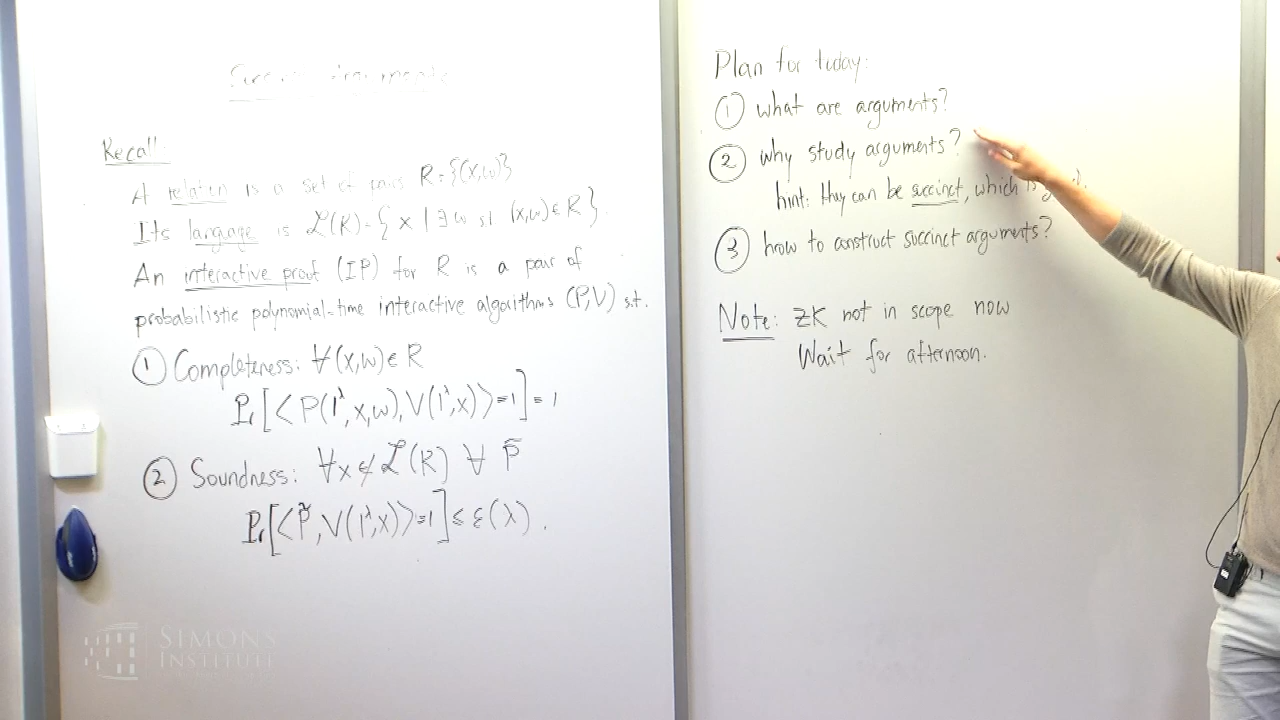 Succinct Arguments
Recall:
A relation is a set of pairs R = {(x,w)}
Its language is ℒ(R) = { x | ∃ w s.t. (x,w) ∈ R }.
An interactive proof (IP) for R is a pair of
probabilistic polynomial-time interactive algorithms (P,V) s.t.
① Completeness: ∀(x,w) ∈ R
Pr[<P(1^λ,x,w), V(1^λ,x)> = 1] = 1
② Soundness: ∀x ∉ ℒ(R) ∀ P̃
Pr[<P̃, V(1^λ,x)> = 1] ≤ ε(λ).
SIMONS
INSTITUTE
Plan for today:
① what are arguments?
② why study arguments?
hint: they can be succinct, which is
③ how to construct succinct arguments?
Note: ZK not in scope now
Wait for afternoon.